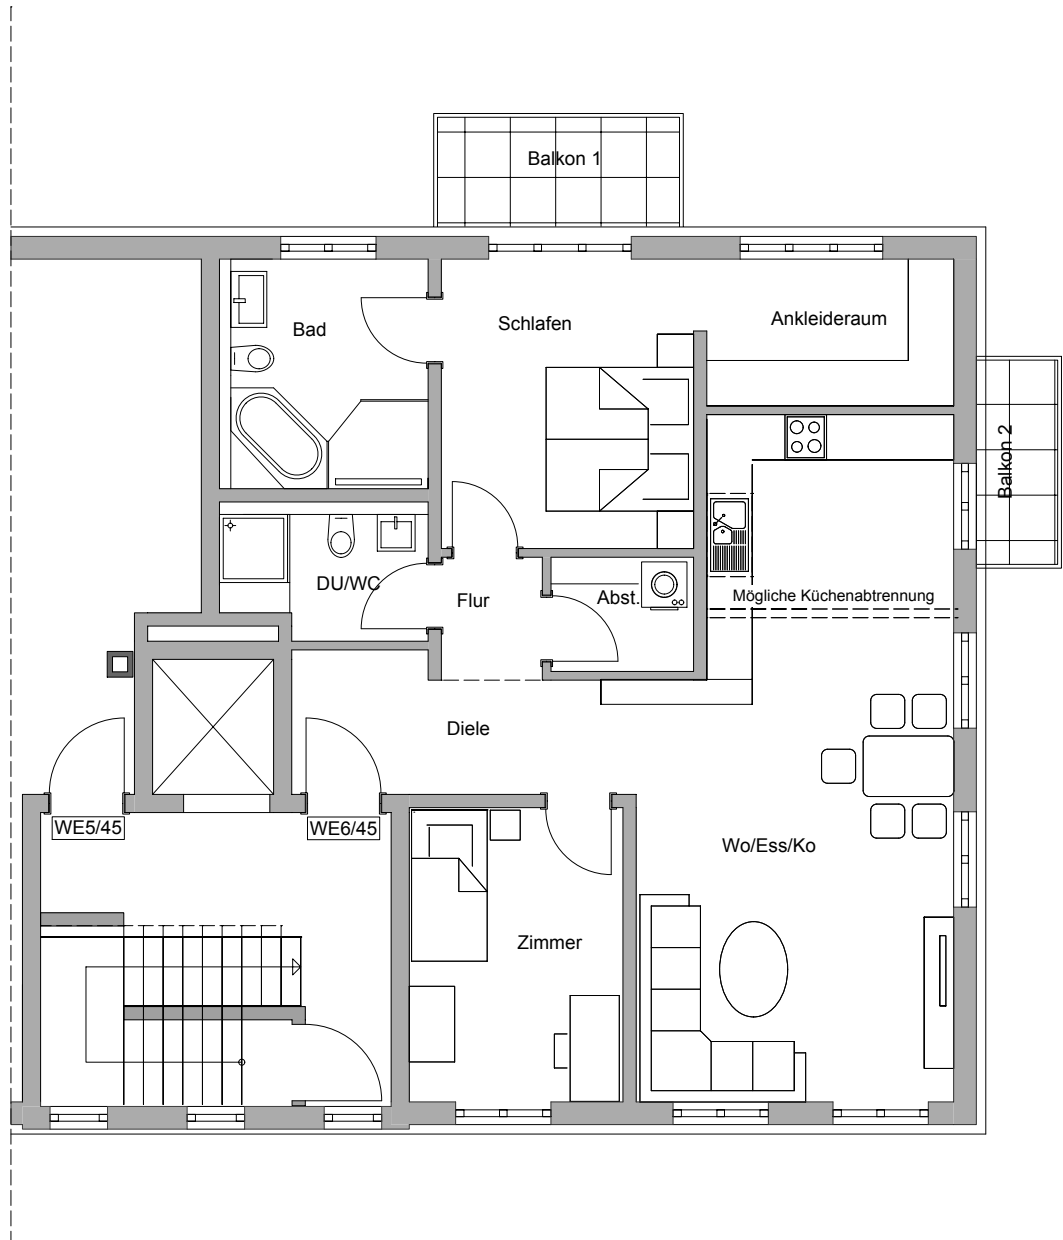 Balkon 1
Bad
Schlafen
Ankleideraum
Balkon 2
DU/WC
Flur
Abst.
Mögliche Küchenabtrennung
Diele
WE5/45
WE6/45
Wo/Ess/Ko
Zimmer